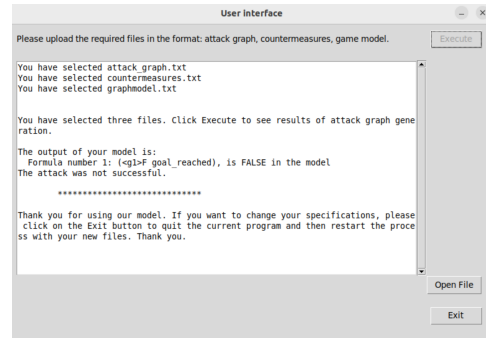 User interface
Please upload the required files in the format: attack graph, countermeasures, game model.
Execute
You have selected attack_graph.txt
You have selected countermeasures.txt
You have selected graphmodel.txt
You have selected three files. Click Execute to see results of attack graph gene
ration.
The output of your model is:
Formula number 1: (<g1>F goal_reached), is FALSE in the model
The attack was not successful.
*****************************
Thank you for using our model. If you want to change your specifications, please
click on the Exit button to quit the current program and then restart the proce
ss with your new files. Thank you.
Open File
Exit